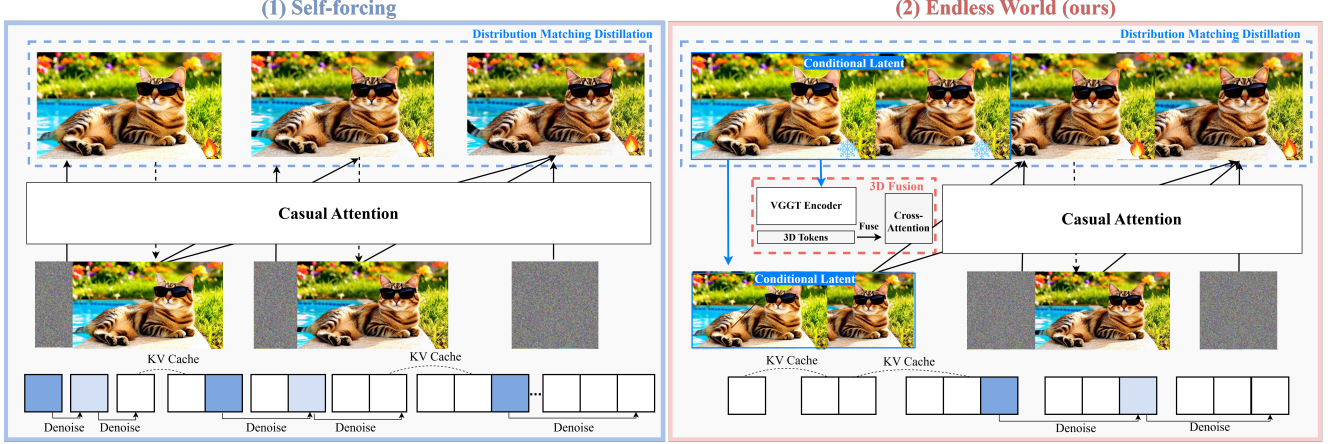 (1) Self-forcing
Distribution Matching Distillation
Casual Attention
KV Cache
KV Cache
Denoise
Denoise
Denoise
Denoise
Denoise
(2) Endless World (ours)
Distribution Matching Distillation
Conditional Latent
3D Fusion
VGGT Encoder
3D Tokens
Fuse
Cross-
Attention
Casual Attention
Conditional Latent
KV Cache
KV Cache
Denoise
Denoise